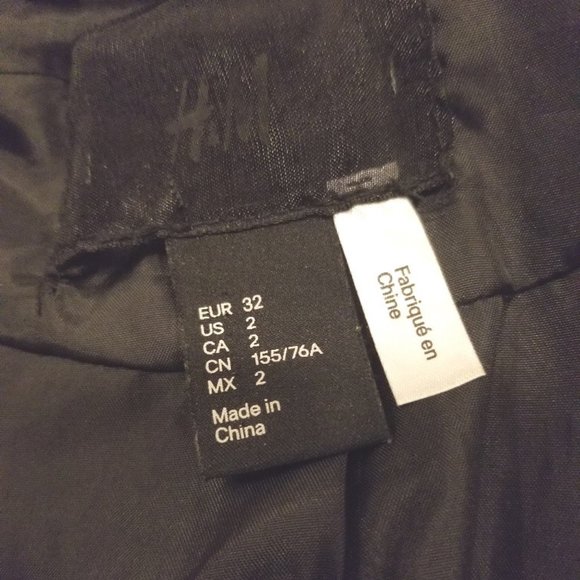 H&M
EUR 32
US 2
CA 2
CN 155/76A
MX 2
Made in
China
Fabriqué en
Chine